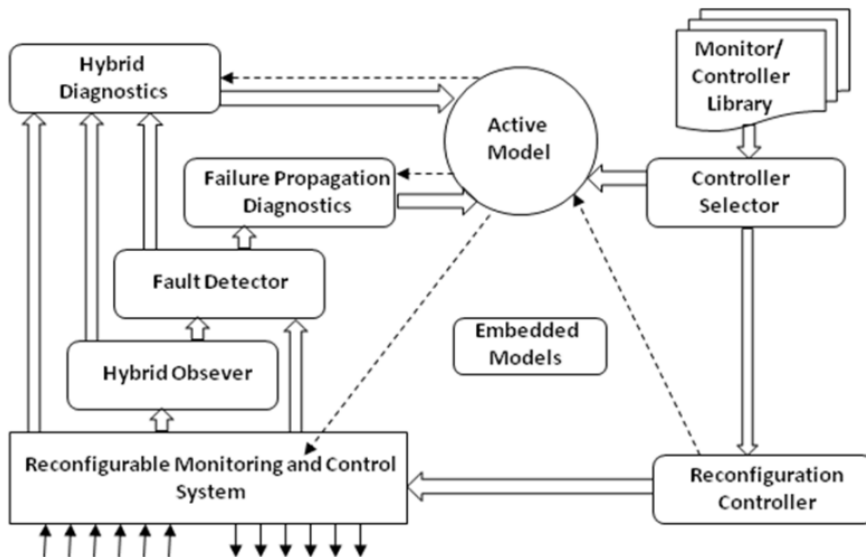 Hybrid
Diagnostics
Monitor/
Controller
Library
Active
Model
Failure Propagation
Diagnostics
Controller
Selector
Fault Detector
Embedded
Models
Hybrid Obsever
Reconfigurable Monitoring and Control
System
Reconfiguration
Controller